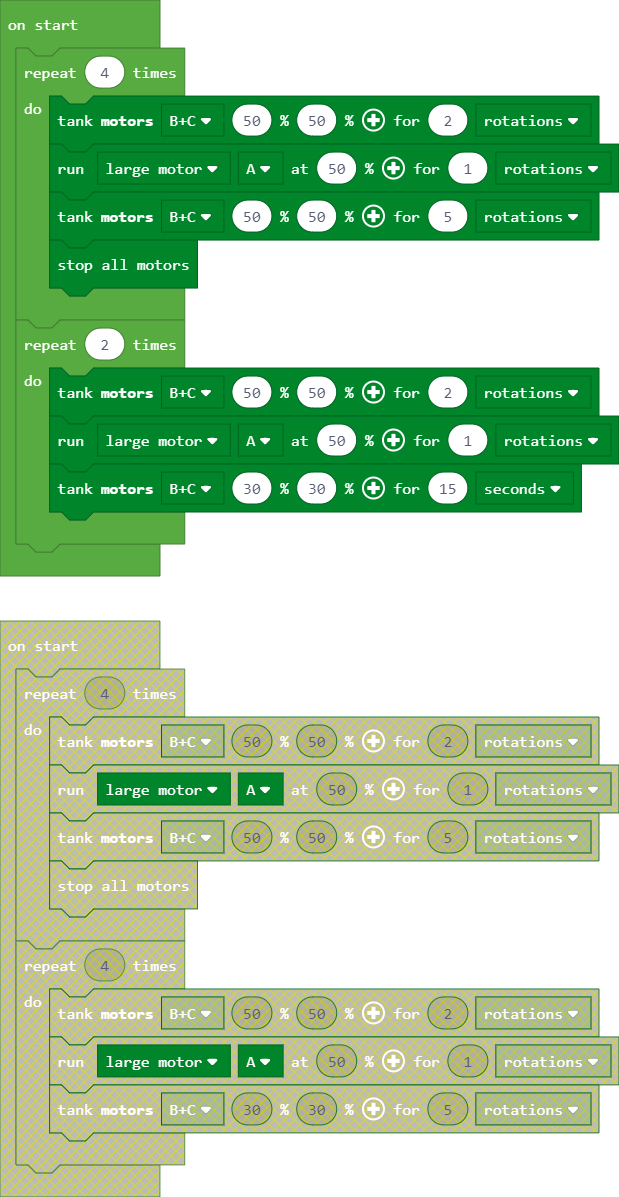 on start
repeat 4 times
do
tank motors B+C 50 % 50 % for 2 rotations
run large motor A at 50 % for 1 rotations
tank motors B+C 50 % 50 % for 5 rotations
stop all motors
repeat 2 times
do
tank motors B+C 50 % 50 % for 2 rotations
run large motor A at 50 % for 1 rotations
tank motors B+C 30 % 30 % for 15 seconds
on start
repeat 4 times
do
tank motors B+C 50 % 50 % for 2 rotations
run large motor A at 50 % for 1 rotations
tank motors B+C 50 % 50 % for 5 rotations
stop all motors
repeat 4 times
do
tank motors B+C 50 % 50 % for 2 rotations
run large motor A at 50 % for 1 rotations
tank motors B+C 30 % 30 % for 5 rotations